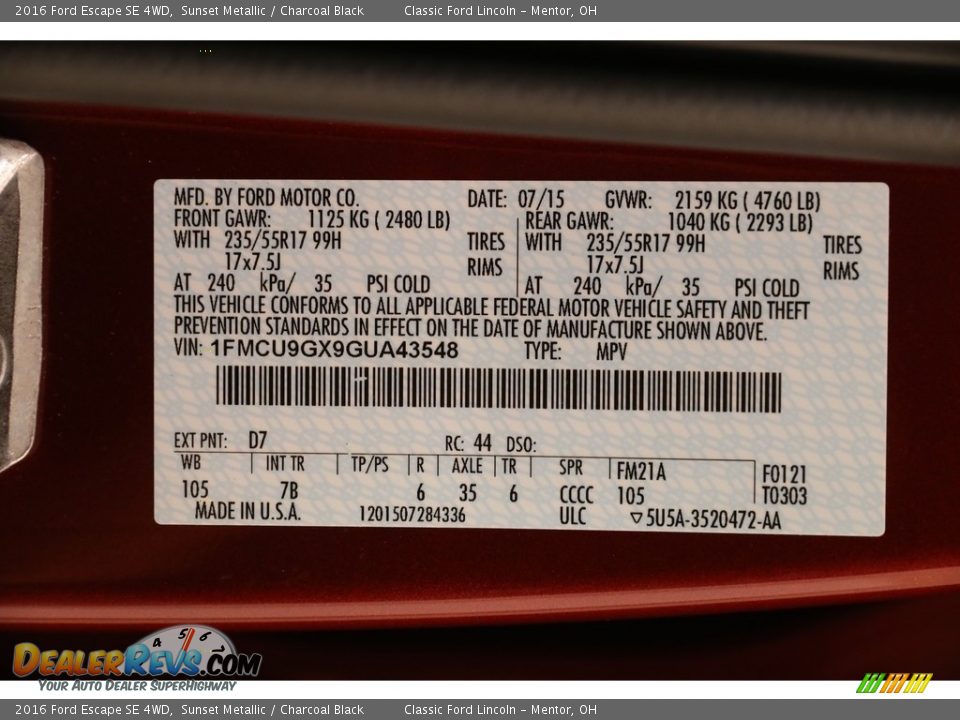 2016 Ford Escape SE 4WD, Sunset Metallic / Charcoal Black Classic Ford Lincoln – Mentor, OH
MFD. BY FORD MOTOR CO. DATE: 07/15 GVWR: 2159 KG ( 4760 LB)
FRONT GAWR: 1125 KG ( 2480 LB) REAR GAWR: 1040 KG ( 2293 LB)
WITH 235/55R17 99H TIRES WITH 235/55R17 99H TIRES
17x7.5J RIMS 17x7.5J RIMS
AT 240 kPa/ 35 PSI COLD AT 240 kPa/ 35 PSI COLD
THIS VEHICLE CONFORMS TO ALL APPLICABLE FEDERAL MOTOR VEHICLE SAFETY AND THEFT
PREVENTION STANDARDS IN EFFECT ON THE DATE OF MANUFACTURE SHOWN ABOVE.
VIN: 1FMCU9GX9GUA43548 TYPE: MPV
EXT PNT: D7 RC: 44 DSO:
WB INT TR TP/PS R AXLE TR SPR FM21A F0121
105 7B 6 35 6 CCCC 105 T0303
MADE IN U.S.A. 1201507284336 ULC ▽5U5A-3520472-AA
4 5 6
DEALERREVS.COM
YOUR AUTO DEALER SUPERHIGHWAY
2016 Ford Escape SE 4WD, Sunset Metallic / Charcoal Black Classic Ford Lincoln – Mentor, OH